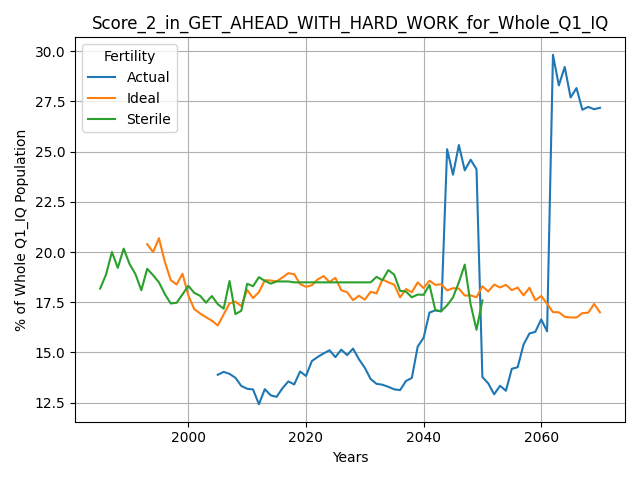 Score_2_in_GET_AHEAD_WITH_HARD_WORK_for_Whole_Q1_IQ
Fertility
Actual
Ideal
Sterile
% of Whole Q1_IQ Population
30.0
27.5
25.0
22.5
20.0
17.5
15.0
12.5
2000
2020
2040
2060
Years